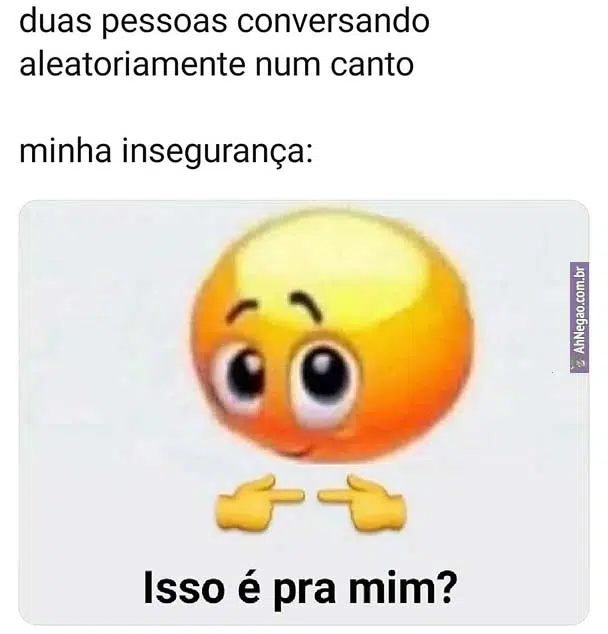 duas pessoas conversando
aleatoriamente num canto
minha insegurança:
AhNegao.com.br
Isso é pra mim?